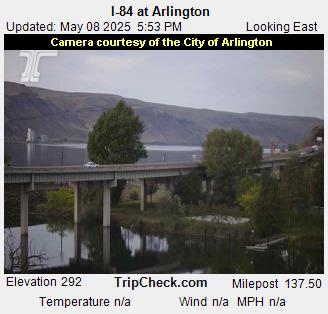 I-84 at Arlington
Updated: May 08 2025  5:53 PM    Looking East
Camera courtesy of the City of Arlington
Elevation 292    TripCheck.com    Milepost 137.50
Temperature n/a    Wind n/a    MPH n/a